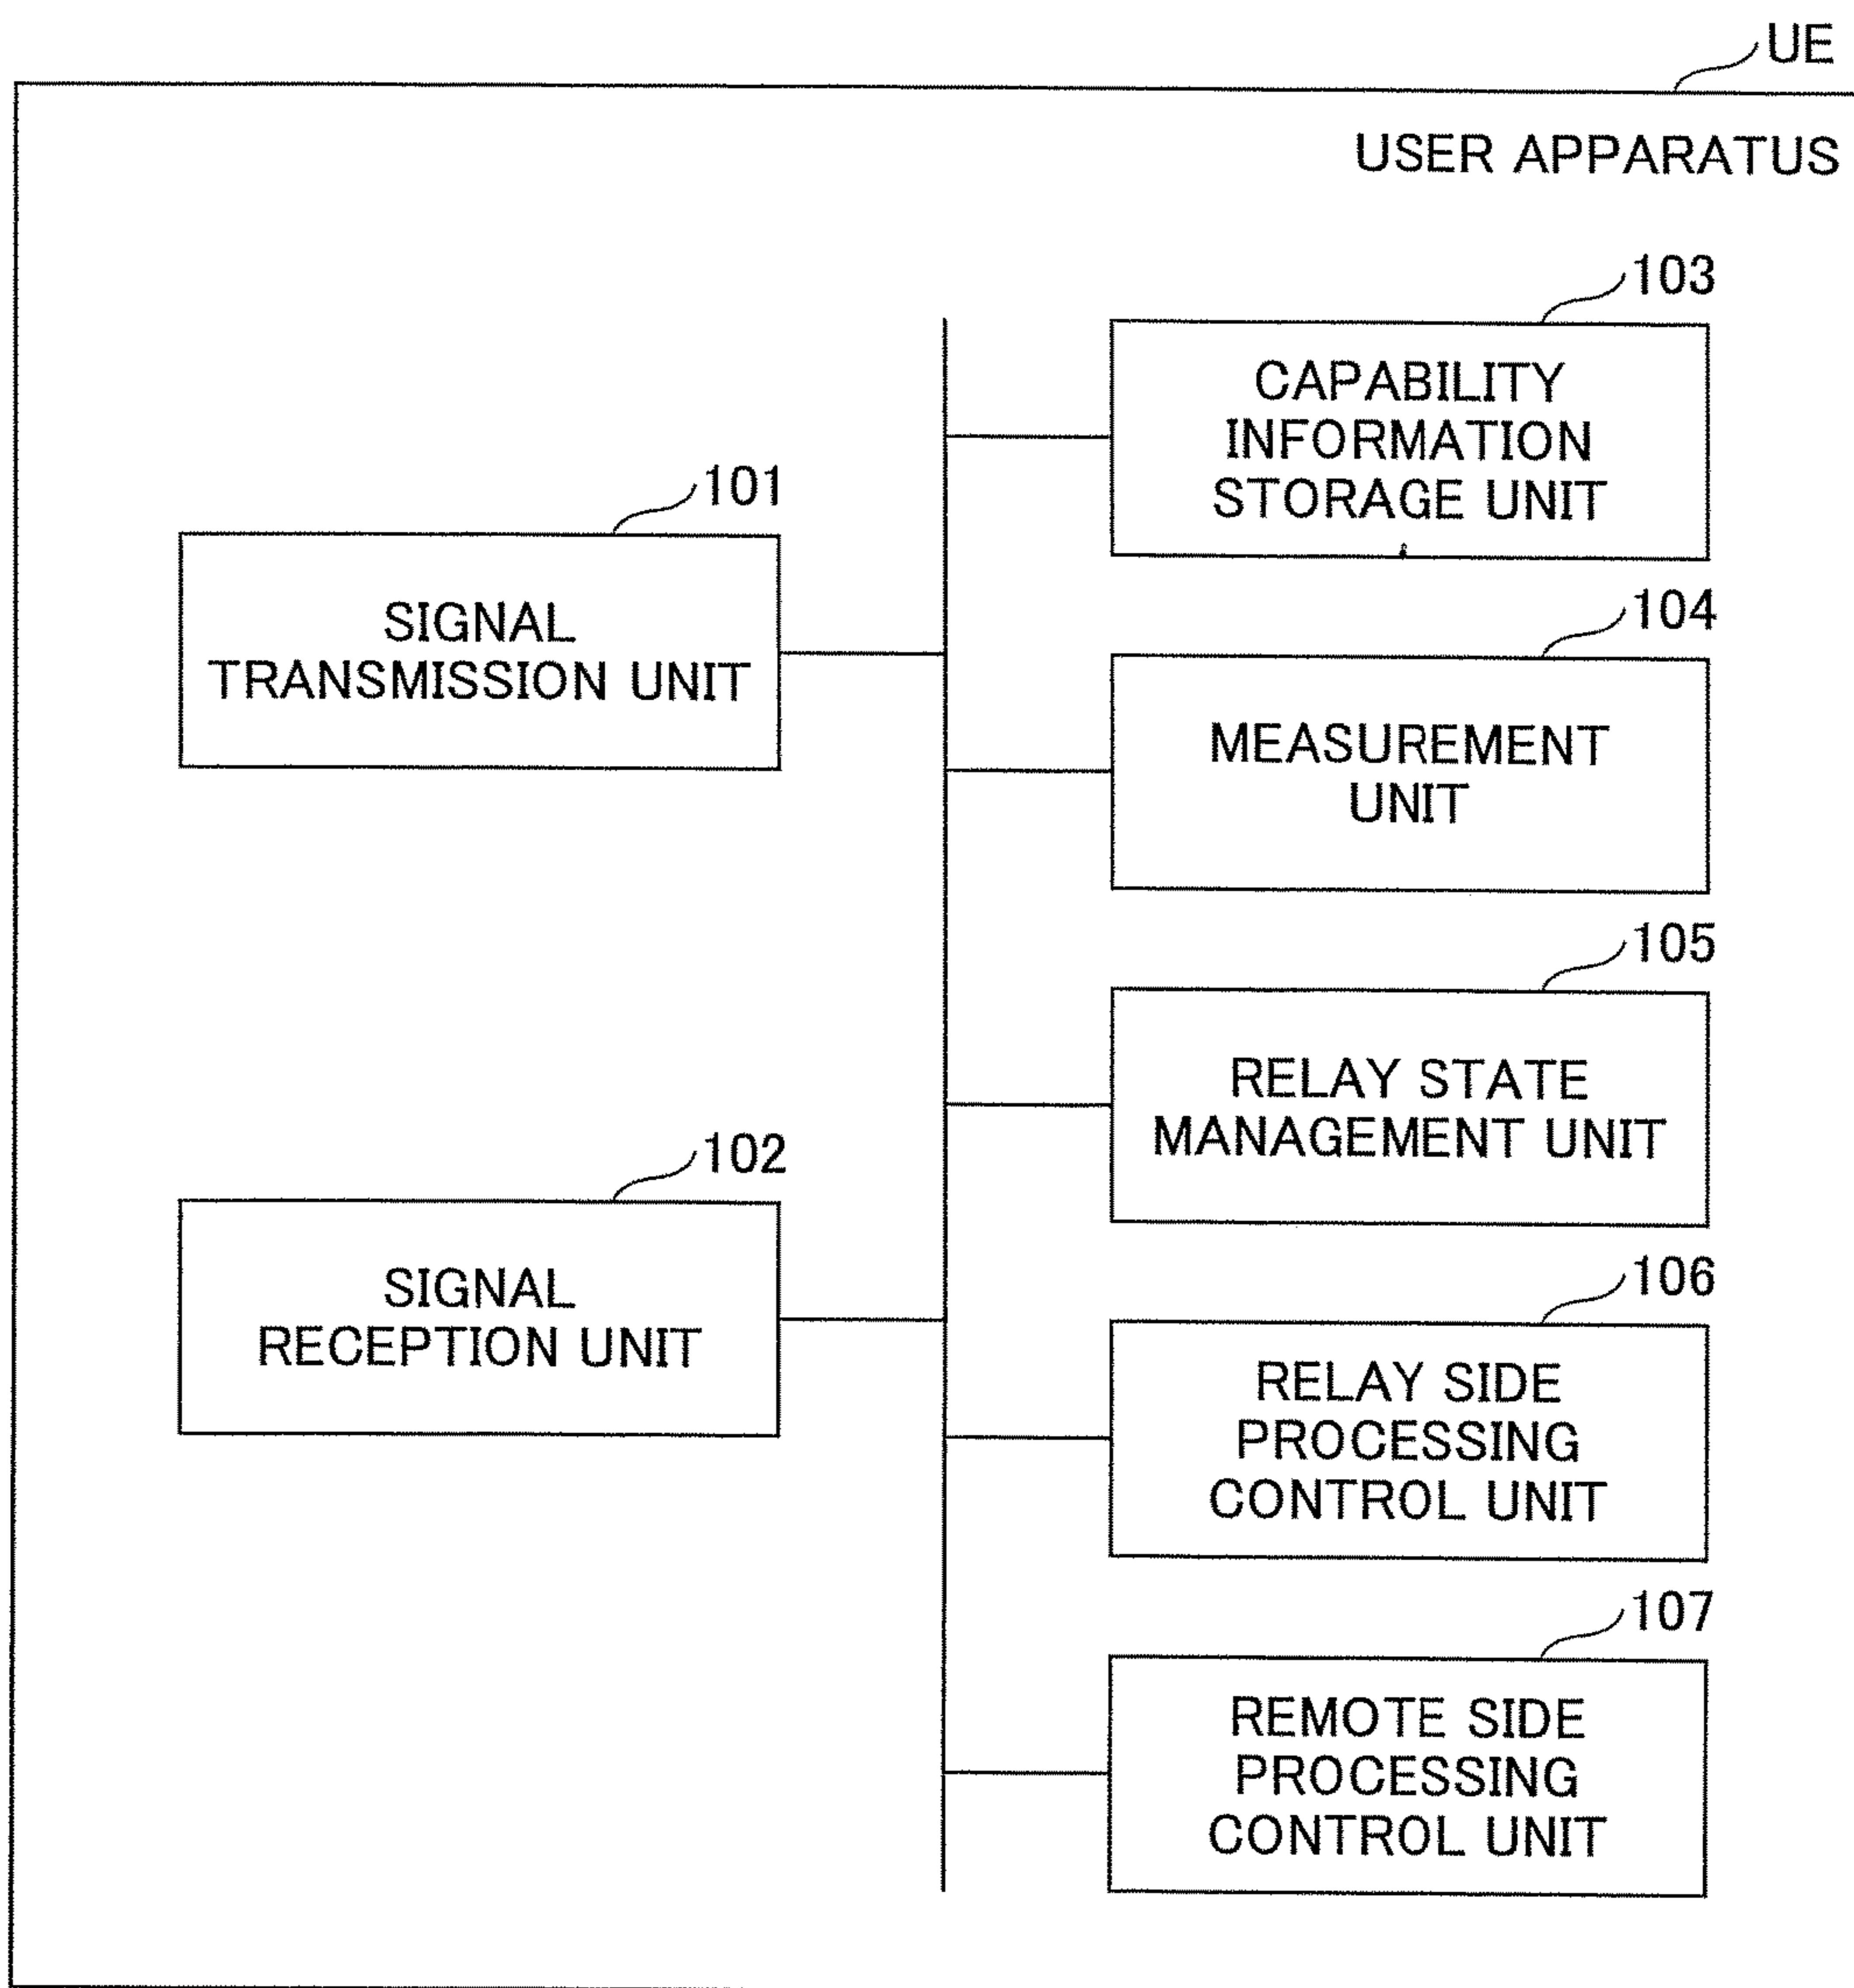 UE
USER APPARATUS
101
SIGNAL
TRANSMISSION UNIT
102
SIGNAL
RECEPTION UNIT
103
CAPABILITY
INFORMATION
STORAGE UNIT
104
MEASUREMENT
UNIT
105
RELAY STATE
MANAGEMENT UNIT
106
RELAY SIDE
PROCESSING
CONTROL UNIT
107
REMOTE SIDE
PROCESSING
CONTROL UNIT